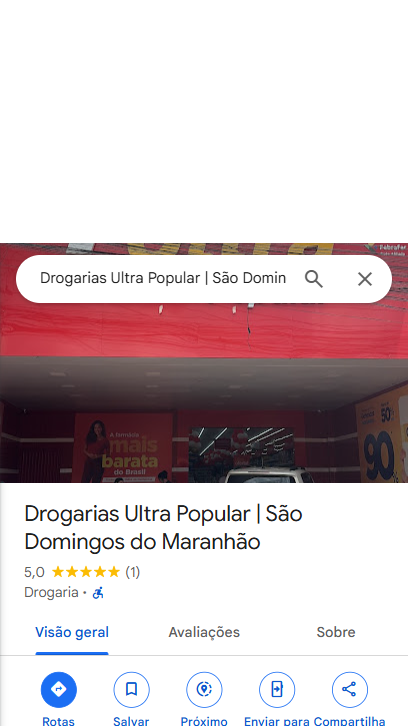 Drogarias Ultra Popular | São Domin
A farmácia
mais
barata
do Brasil
50%
90
Drogarias Ultra Popular | São
Domingos do Maranhão
5,0 (1)
Drogaria ·
Visão geral Avaliações Sobre
Rotas Salvar Próximo Enviar para Compartilha